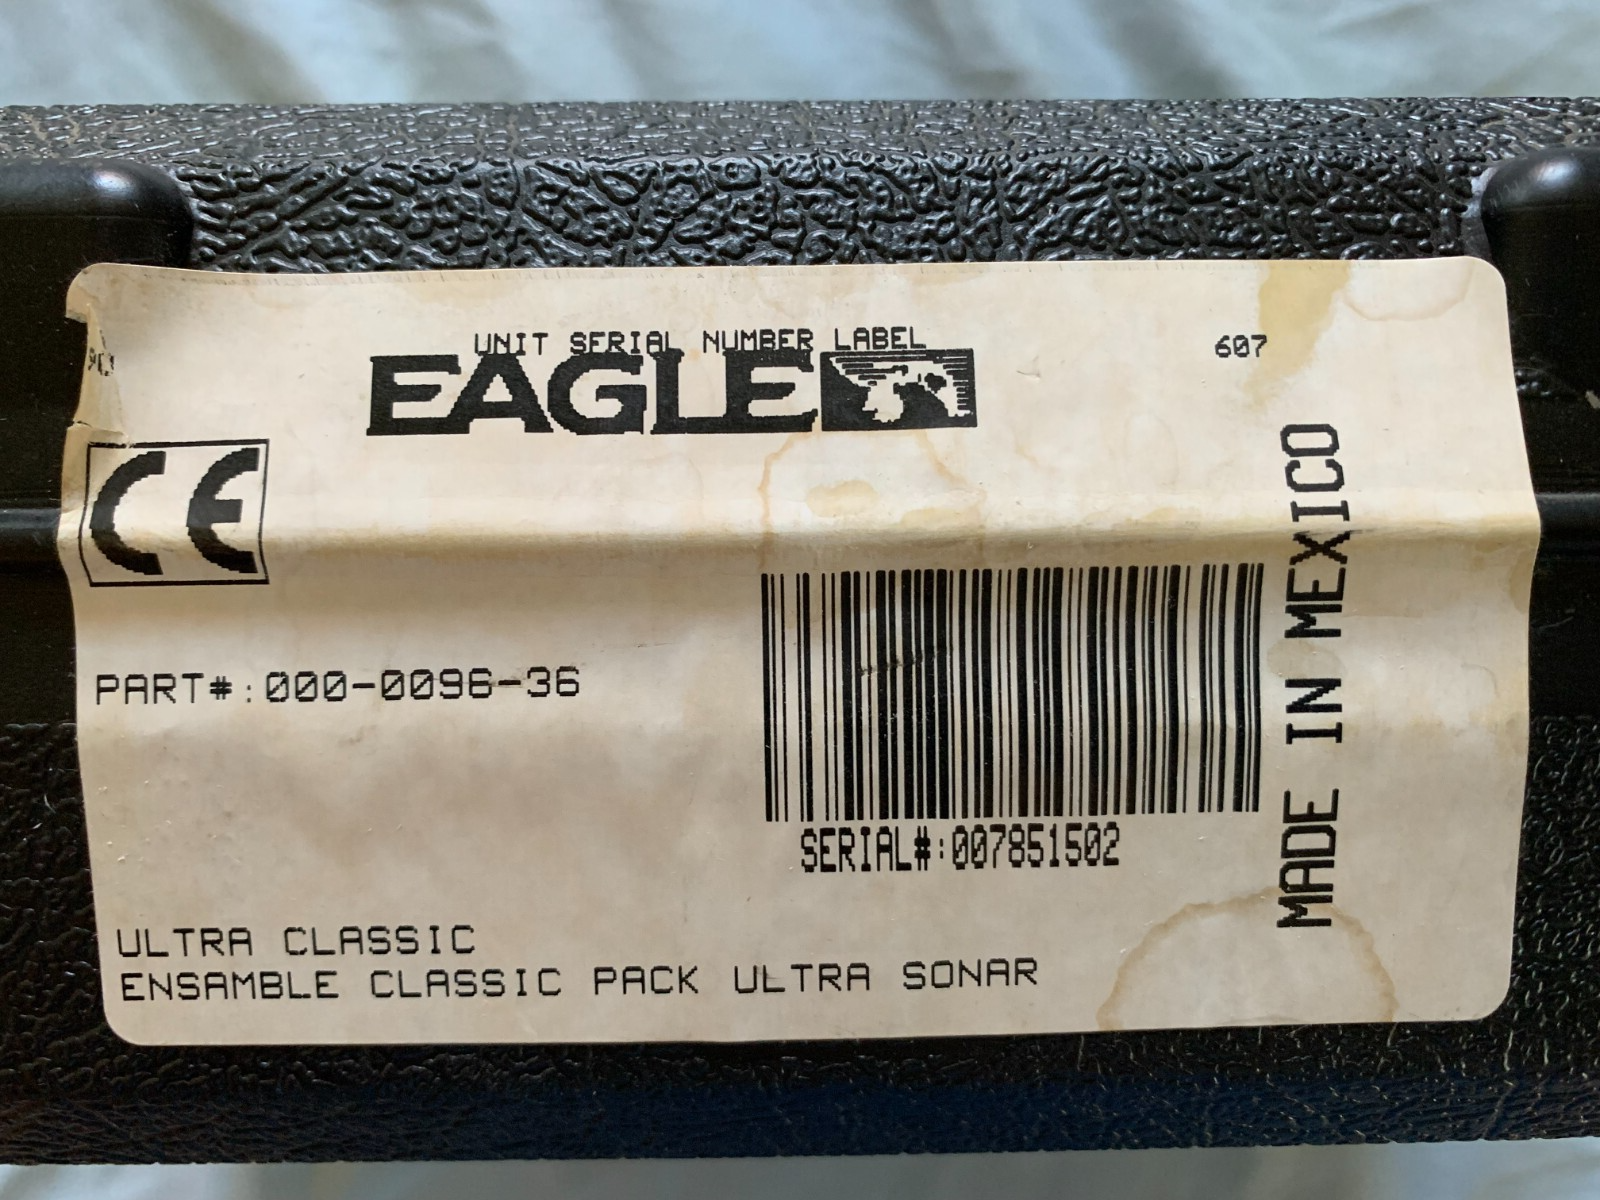 UNIT SERIAL NUMBER LABEL
607
EAGLE
CE
PART#:000-0096-36
SERIAL#:007851502
MADE IN MEXICO
ULTRA CLASSIC
ENSAMBLE CLASSIC PACK ULTRA SONAR